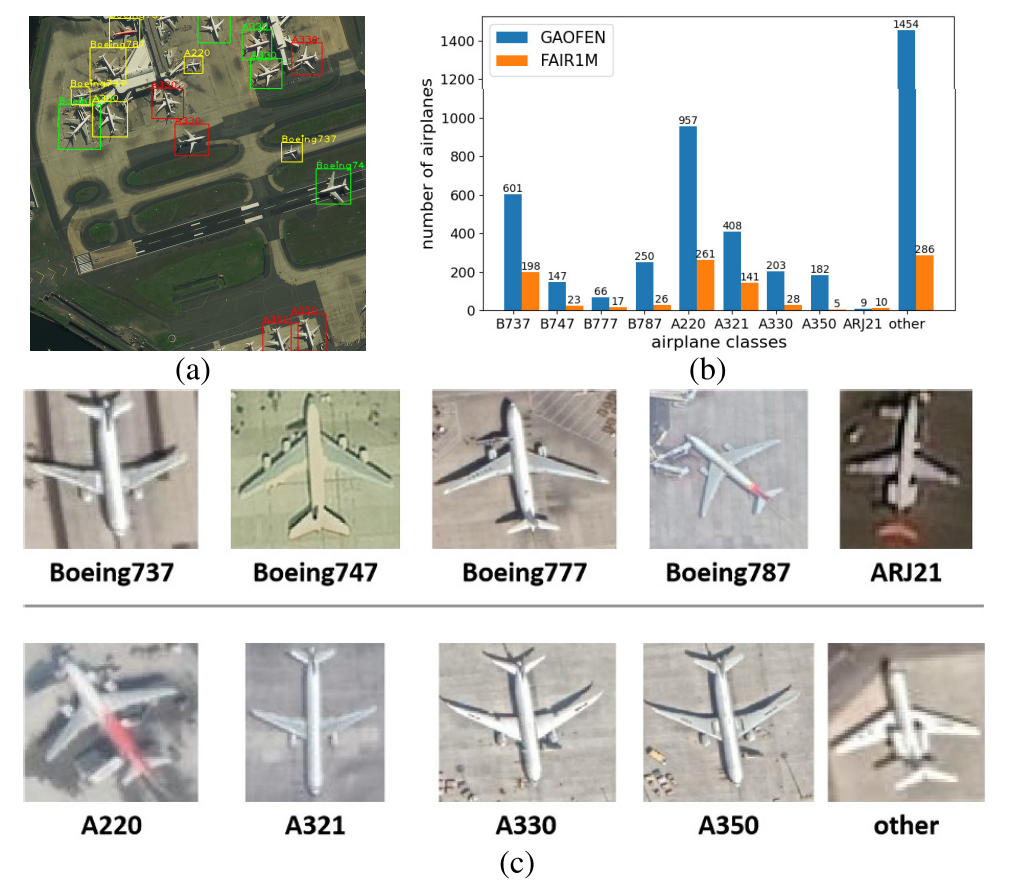 A220
A330
Boeing737
(a)
1454
1400
1200
1000
800
600
400
200
0
number of airplanes
GAOFEN
FAIR1M
601
198
147
23
66
17
250
26
957
261
408
141
203
28
182
5
9
10
286
B737 B747 B777 B787 A220 A321 A330 A350 ARJ21 other
airplane classes
(b)
Boeing737 Boeing747 Boeing777 Boeing787 ARJ21
A220 A321 A330 A350 other
(c)